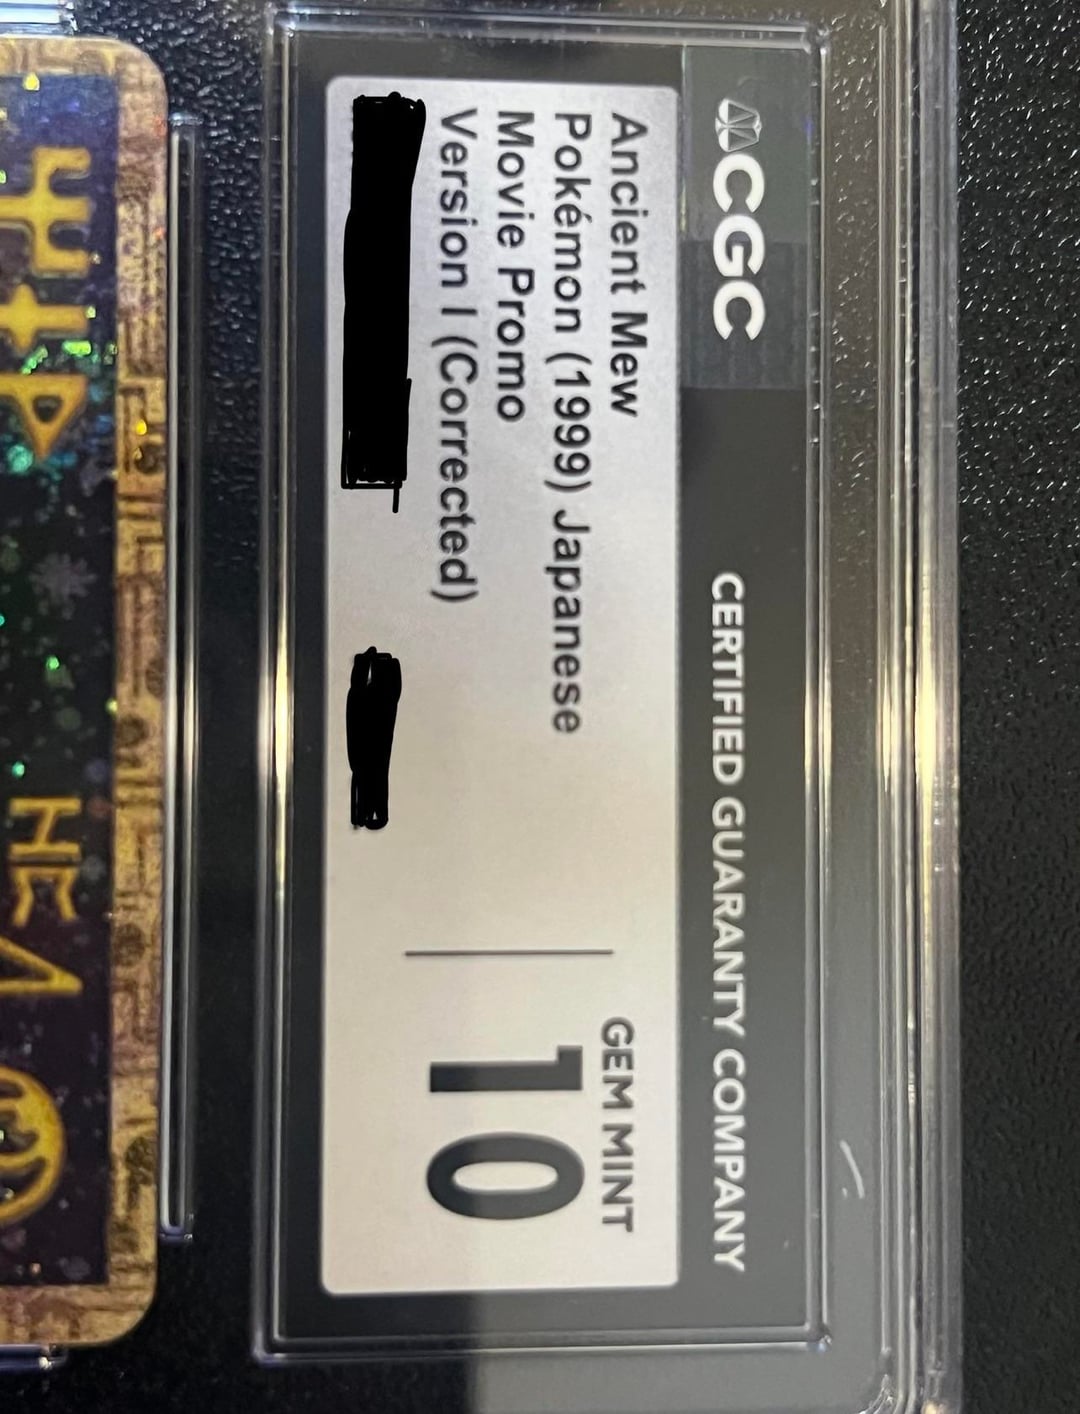 CGC
CERTIFIED GUARANTY COMPANY
Ancient Mew
Pokémon (1999) Japanese
Movie Promo
Version I (Corrected)
GEM MINT
10